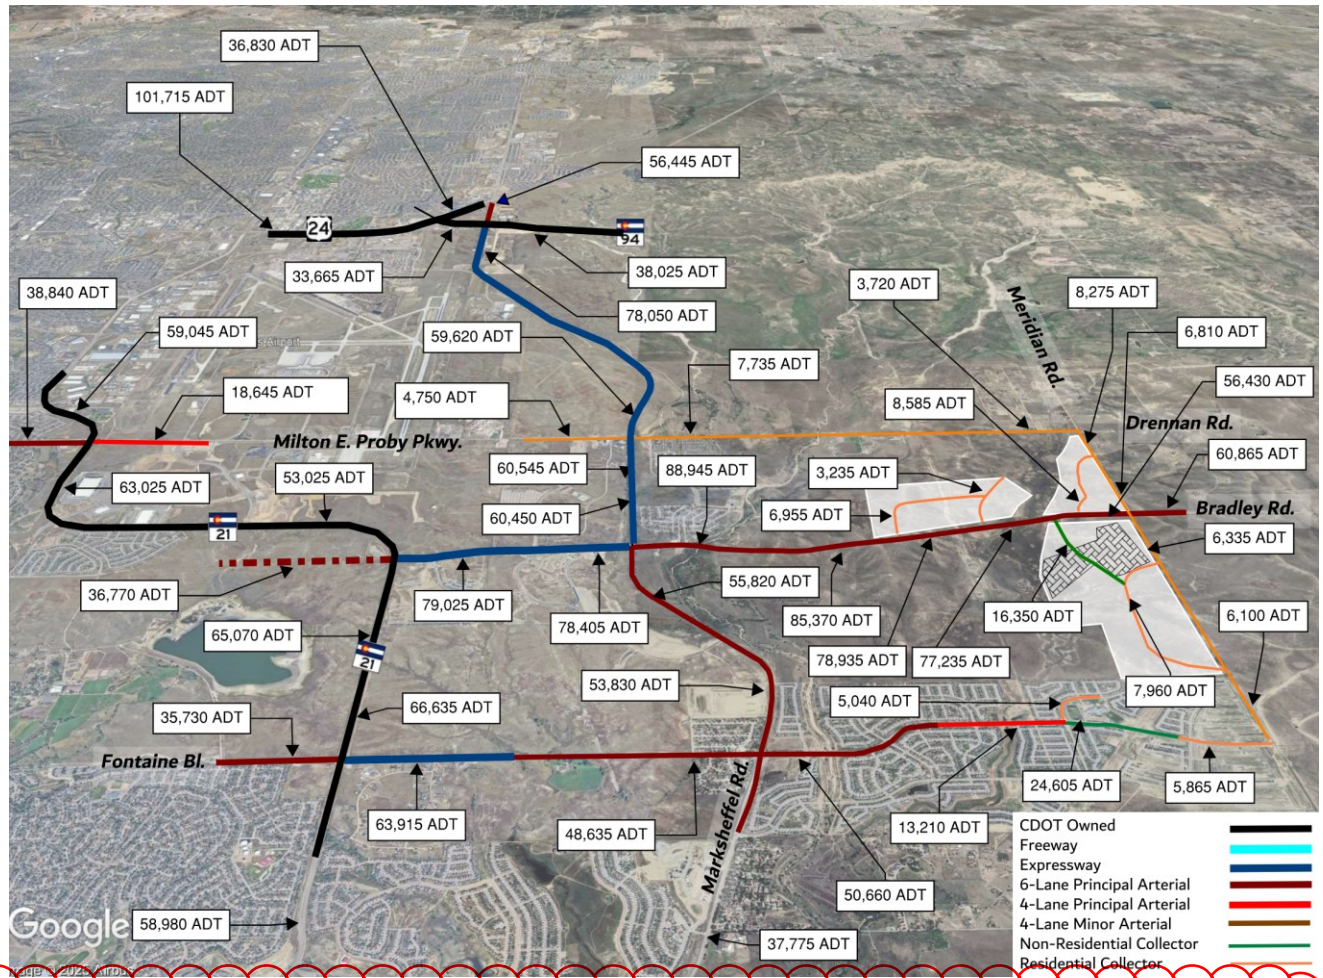 36,830 ADT
101,715 ADT
56,445 ADT
24
94
33,665 ADT
38,025 ADT
38,840 ADT
3,720 ADT
8,275 ADT
Meridian Rd.
78,050 ADT
59,045 ADT
Airport
59,620 ADT
6,810 ADT
7,735 ADT
56,430 ADT
18,645 ADT
4,750 ADT
8,585 ADT
Milton E. Proby Pkwy.
Drennan Rd.
60,865 ADT
53,025 ADT
60,545 ADT
88,945 ADT
3,235 ADT
63,025 ADT
60,450 ADT
6,955 ADT
Bradley Rd.
21
6,335 ADT
36,770 ADT
79,025 ADT
55,820 ADT
85,370 ADT
16,350 ADT
6,100 ADT
65,070 ADT
78,405 ADT
21
78,935 ADT
77,235 ADT
53,830 ADT
5,040 ADT
7,960 ADT
35,730 ADT
66,635 ADT
Fontaine Bl.
Marksheffel Rd.
24,605 ADT
5,865 ADT
63,915 ADT
48,635 ADT
13,210 ADT
50,660 ADT
58,980 ADT
37,775 ADT
CDOT Owned
Freeway
Expressway
6-Lane Principal Arterial
4-Lane Principal Arterial
4-Lane Minor Arterial
Non-Residential Collector
Residential Collector
Google